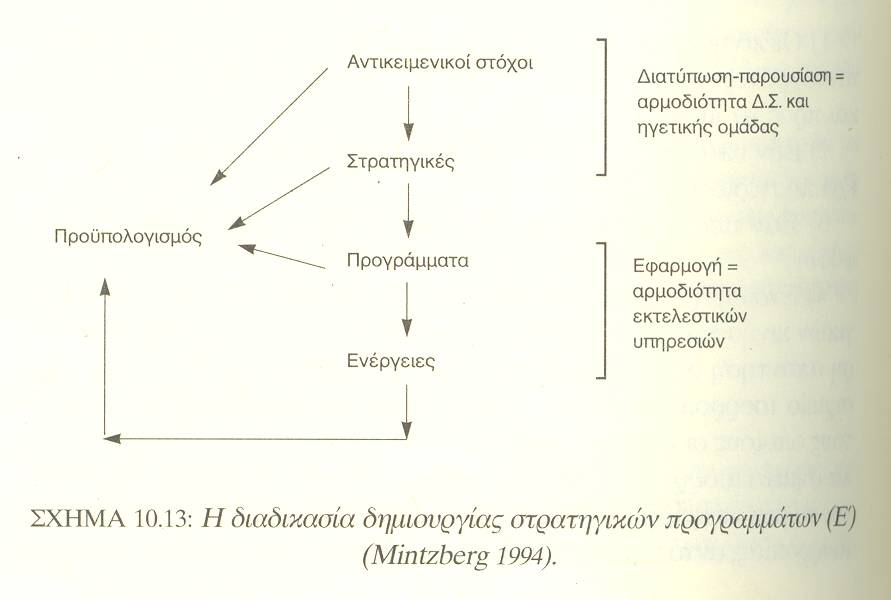 Αντικειμενικοί στόχοι
Διατύπωση-παρουσίαση =
αρμοδιότητα Δ.Σ. και
ηγετικής ομάδας
Στρατηγικές
Προϋπολογισμός
Προγράμματα
Εφαρμογή =
αρμοδιότητα
εκτελεστικών
υπηρεσιών
Ενέργειες
ΣΧΗΜΑ 10.13: Η διαδικασία δημιουργίας στρατηγικών προγραμμάτων (Ε΄)
(Mintzberg 1994).